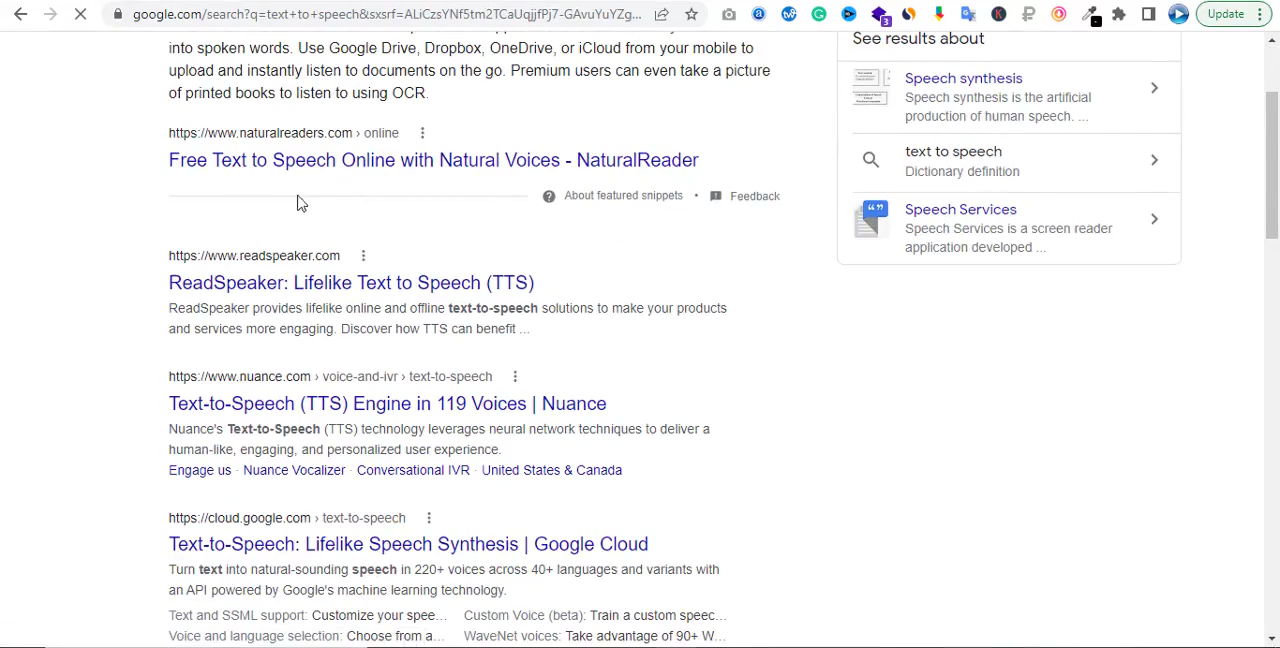 google.com/search?q=text+to+speech&sxsrf=ALiCzsYNf5tm2TCaUqjjfPj7-GAvuYuYZg...
3
Update
into spoken words. Use Google Drive, Dropbox, OneDrive, or iCloud from your mobile to
upload and instantly listen to documents on the go. Premium users can even take a picture
of printed books to listen to using OCR.
https://www.naturalreaders.com › online
Free Text to Speech Online with Natural Voices - NaturalReader
About featured snippets • Feedback
https://www.readspeaker.com
ReadSpeaker: Lifelike Text to Speech (TTS)
ReadSpeaker provides lifelike online and offline text-to-speech solutions to make your products
and services more engaging. Discover how TTS can benefit ...
https://www.nuance.com › voice-and-ivr › text-to-speech
Text-to-Speech (TTS) Engine in 119 Voices | Nuance
Nuance's Text-to-Speech (TTS) technology leverages neural network techniques to deliver a
human-like, engaging, and personalized user experience.
Engage us · Nuance Vocalizer · Conversational IVR · United States & Canada
https://cloud.google.com › text-to-speech
Text-to-Speech: Lifelike Speech Synthesis | Google Cloud
Turn text into natural-sounding speech in 220+ voices across 40+ languages and variants with
an API powered by Google's machine learning technology.
Text and SSML support: Customize your spee... Custom Voice (beta): Train a custom speec...
Voice and language selection: Choose from a... WaveNet voices: Take advantage of 90+ W...
See results about
Speech synthesis
Speech synthesis is the artificial
production of human speech. ...
text to speech
Dictionary definition
Speech Services
Speech Services is a screen reader
application developed ...